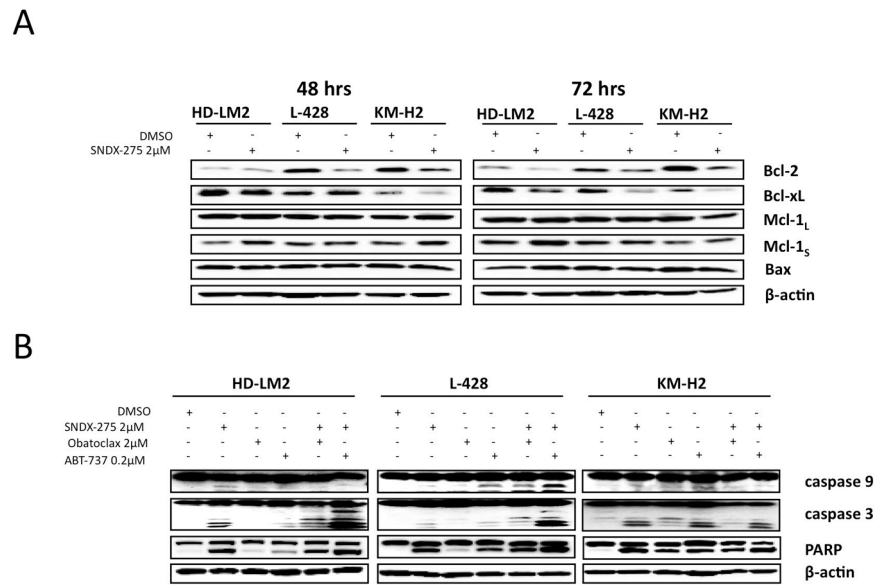 A
48 hrs 72 hrs
HD-LM2 L-428 KM-H2 HD-LM2 L-428 KM-H2
DMSO + - + - + - + - + - + -
SNDX-275 2µM - + - + - + - + - + - +
Bcl-2
Bcl-xL
Mcl-1L
Mcl-1S
Bax
β-actin
B
HD-LM2 L-428 KM-H2
DMSO + - - - - - + - - - - - + - - - - -
SNDX-275 2µM - + - - + + - + - - + + - + - - + +
Obatoclax 2µM - - + - + - - - + - + - - - + - + -
ABT-737 0.2µM - - - + - + - - - + - + - - - + - +
caspase 9
caspase 3
PARP
β-actin